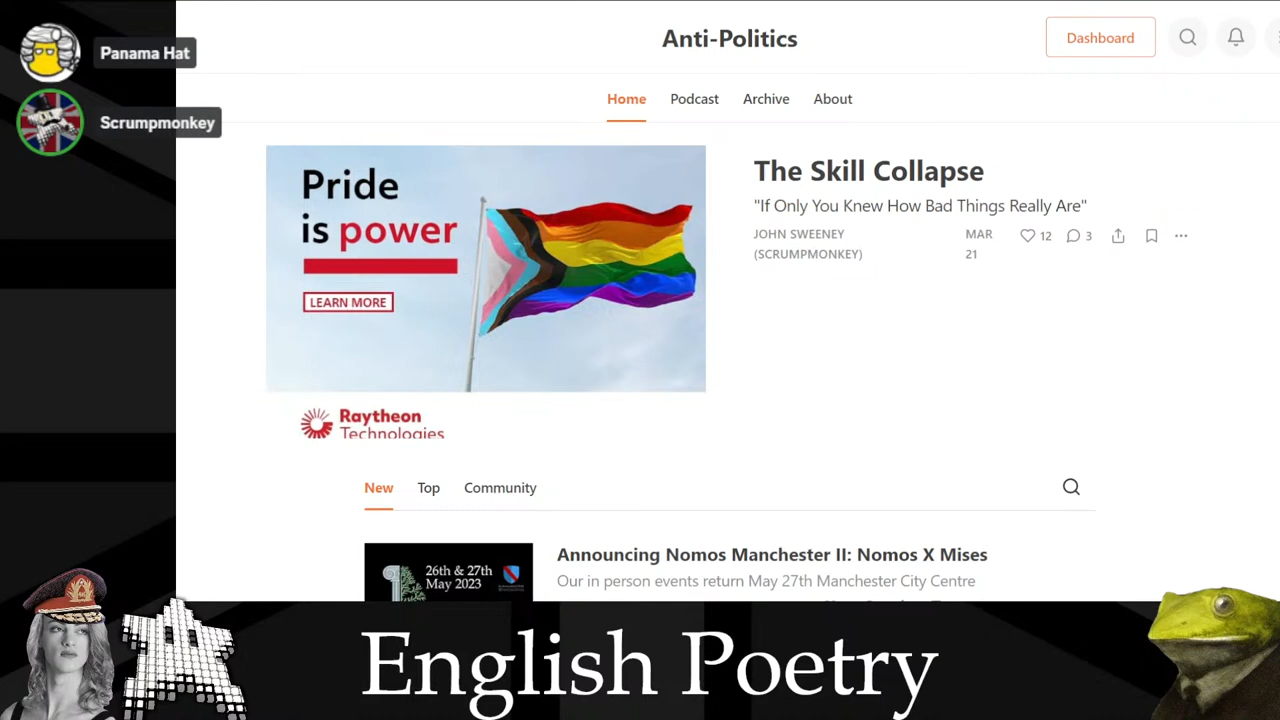 Panama Hat
Scrumpmonkey
Anti-Politics
Dashboard
Home Podcast Archive About
Pride
is power
LEARN MORE
Raytheon
Technologies
The Skill Collapse
"If Only You Knew How Bad Things Really Are"
JOHN SWEENEY
(SCRUMPMONKEY)
MAR
21
12
3
New Top Community
26th & 27th
May 2023
Announcing Nomos Manchester II: Nomos X Mises
Our in person events return May 27th Manchester City Centre
English Poetry